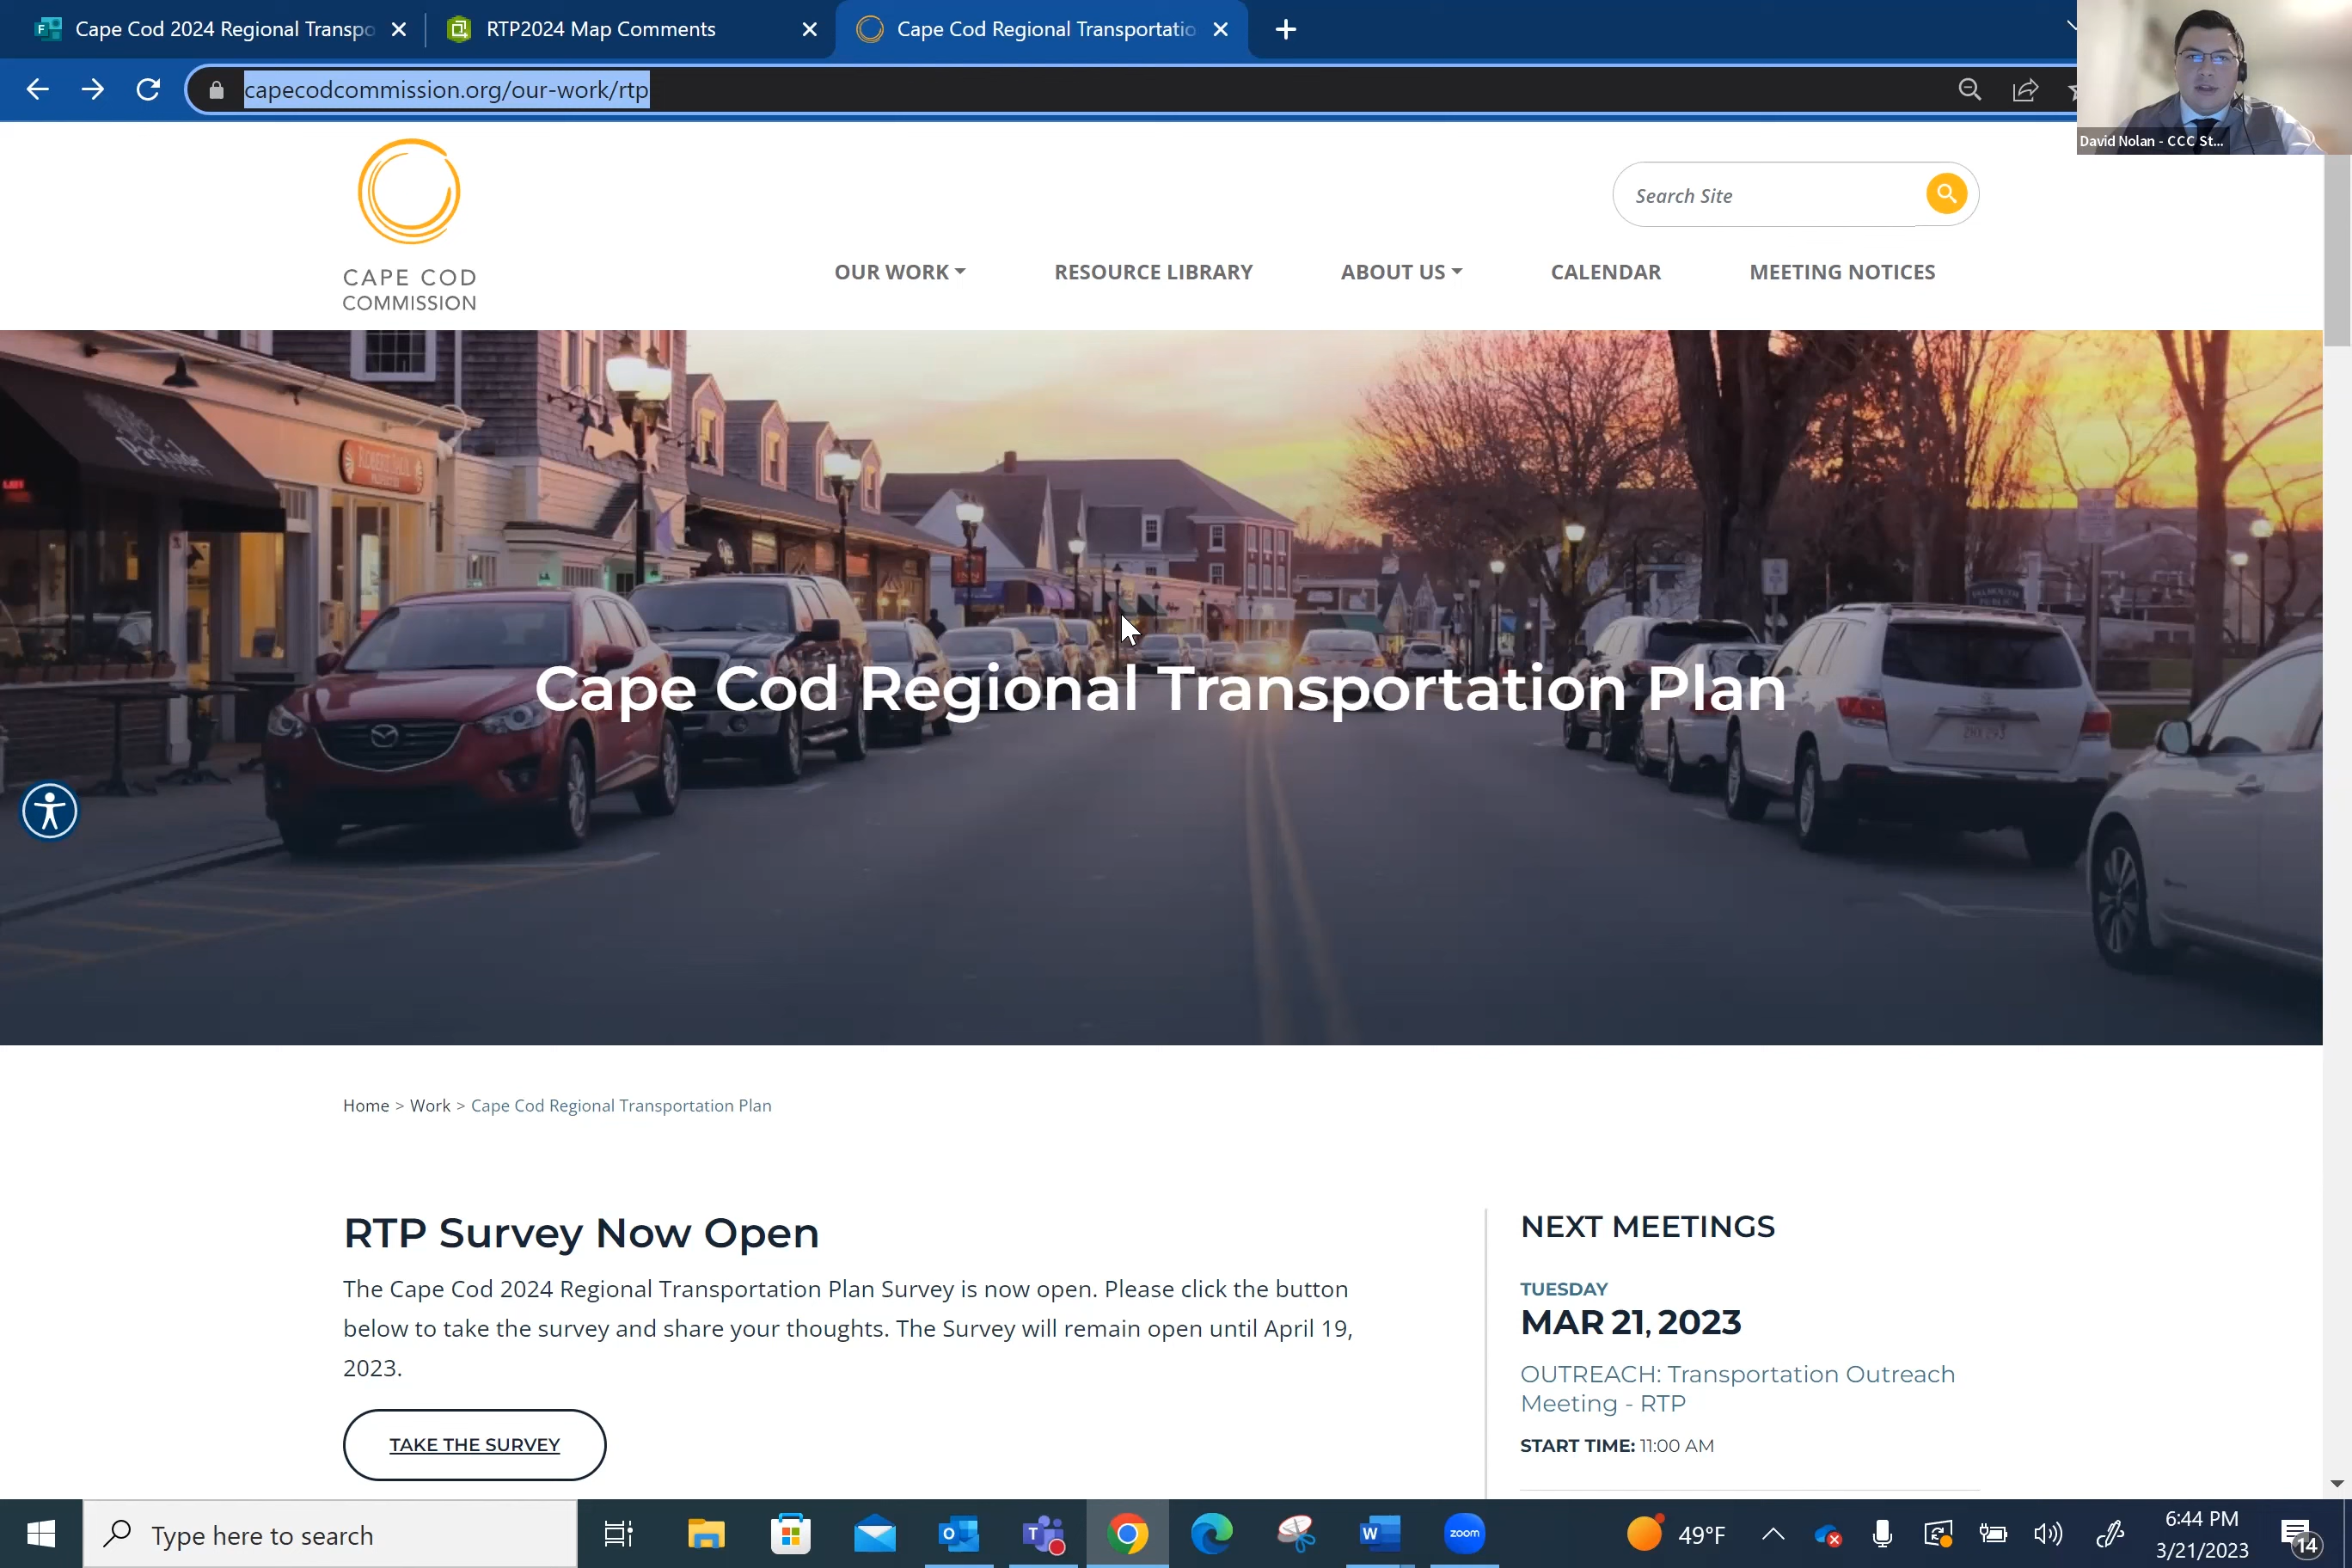 Cape Cod 2024 Regional Transpo
RTP2024 Map Comments
Cape Cod Regional Transportatio
capecodcommission.org/our-work/rtp
David Nolan - CCC St...
CAPE COD
COMMISSION
Search Site
OUR WORK
RESOURCE LIBRARY
ABOUT US
CALENDAR
MEETING NOTICES
ROBERT PAUL
PROPERTIES
Cape Cod Regional Transportation Plan
Home > Work > Cape Cod Regional Transportation Plan
RTP Survey Now Open
The Cape Cod 2024 Regional Transportation Plan Survey is now open. Please click the button
below to take the survey and share your thoughts. The Survey will remain open until April 19,
2023.
TAKE THE SURVEY
NEXT MEETINGS
TUESDAY
MAR 21, 2023
OUTREACH: Transportation Outreach
Meeting - RTP
START TIME: 11:00 AM
Type here to search
zoom
49°F
6:44 PM
3/21/2023
14